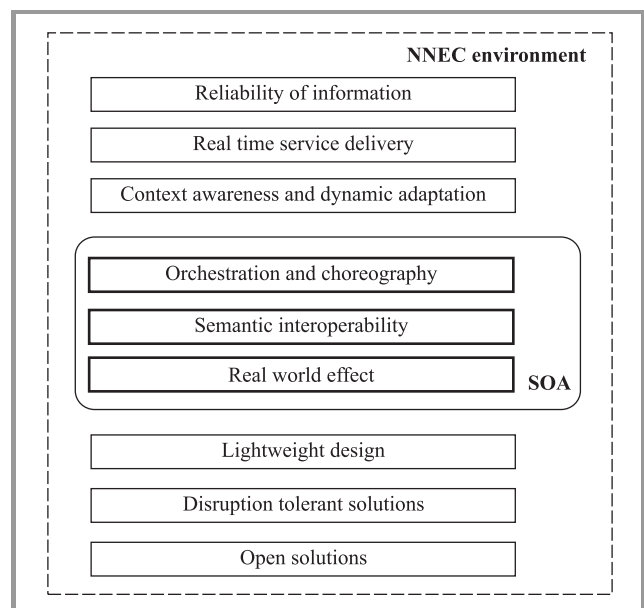 NNEC environment
Reliability of information
Real time service delivery
Context awareness and dynamic adaptation
Orchestration and choreography
Semantic interoperability
Real world effect
SOA
Lightweight design
Disruption tolerant solutions
Open solutions